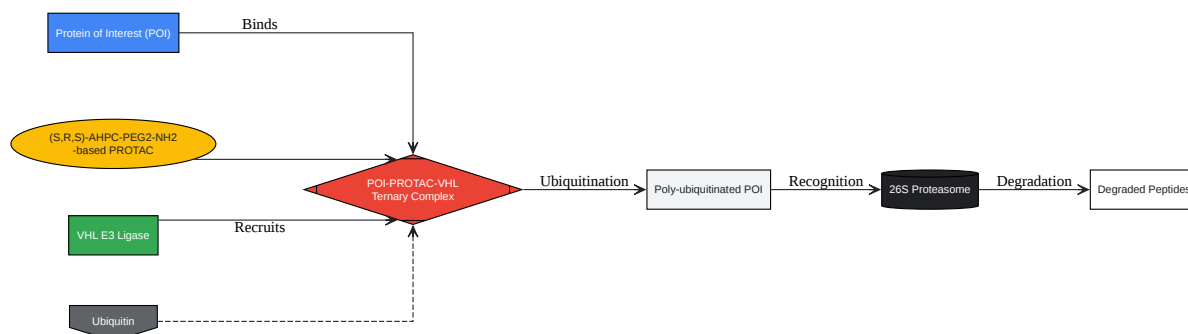 Protein of Interest (POI)
Binds
(S,R,S)-AHPC-PEG2-NH2
-based PROTAC
POI-PROTAC-VHL
Ternary Complex
Ubiquitination
Poly-ubiquitinated POI
Recognition
26S Proteasome
Degradation
Degraded Peptides
VHL E3 Ligase
Recruits
Ubiquitin